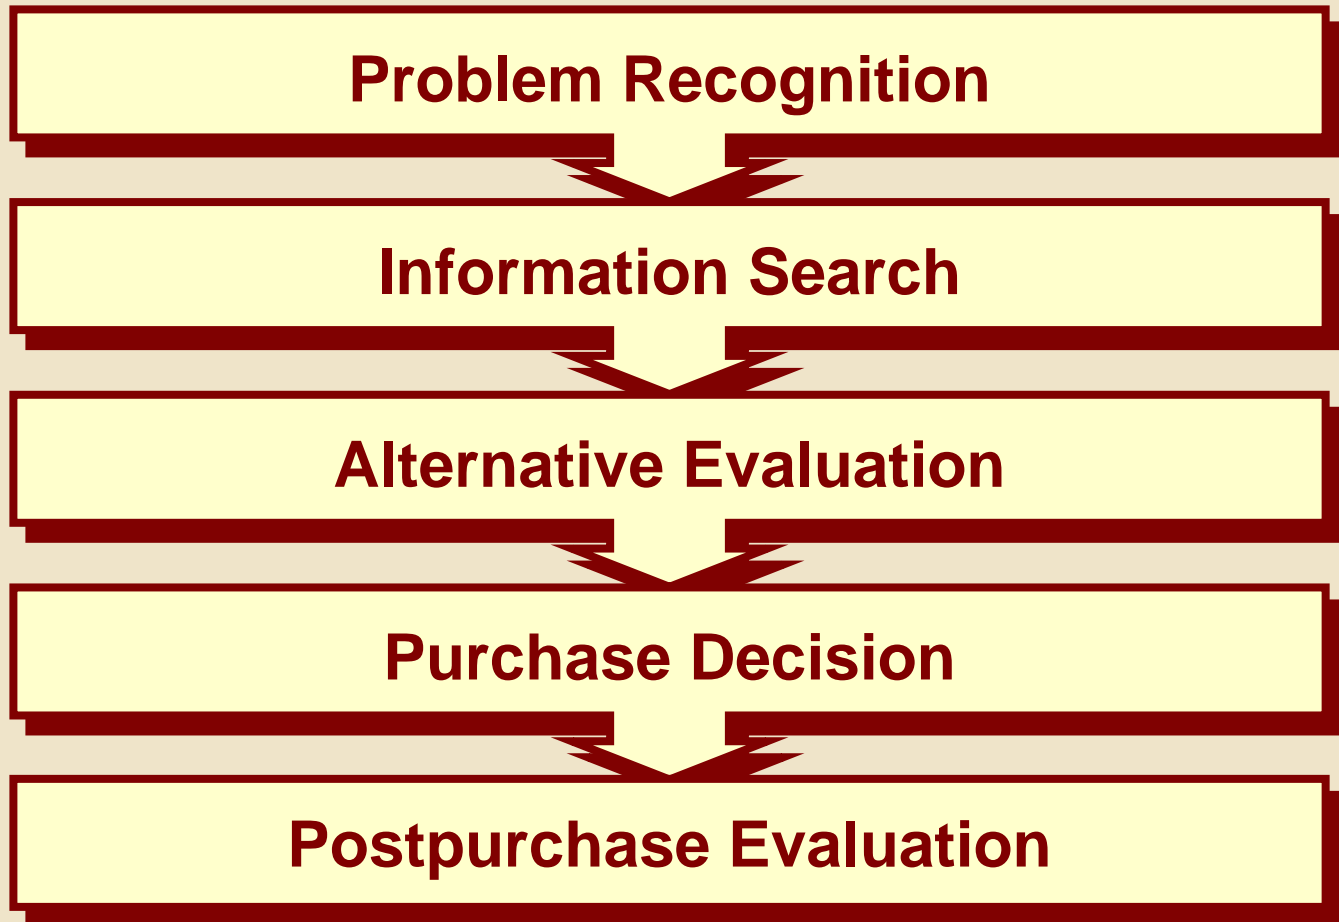 Problem Recognition
Information Search
Alternative Evaluation
Purchase Decision
Postpurchase Evaluation